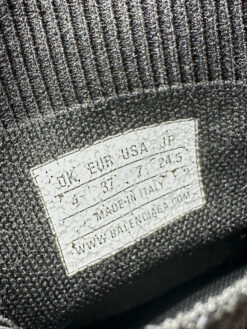 UK EUR USA JP
4 37 7 24.5
MADE IN ITALY
WWW.BALENCIAGA.COM